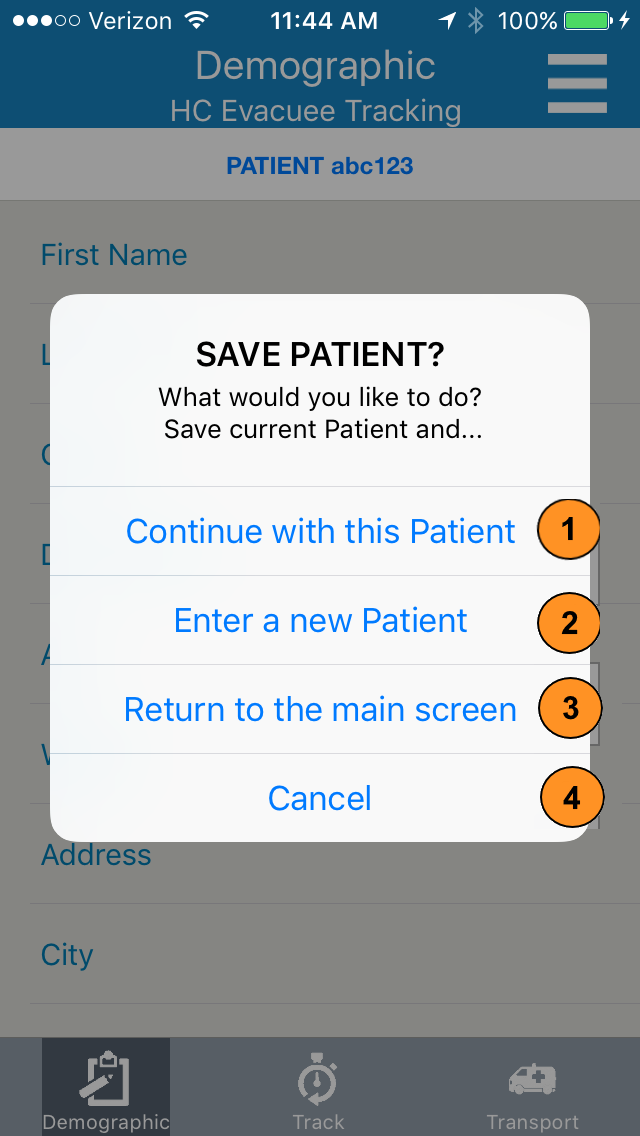 Verizon 11:44 AM 100%
Demographic
HC Evacuee Tracking
PATIENT abc123
First Name
SAVE PATIENT?
What would you like to do?
Save current Patient and...
Continue with this Patient 1
Enter a new Patient 2
Return to the main screen 3
Cancel 4
Address
City
Demographic Track Transport